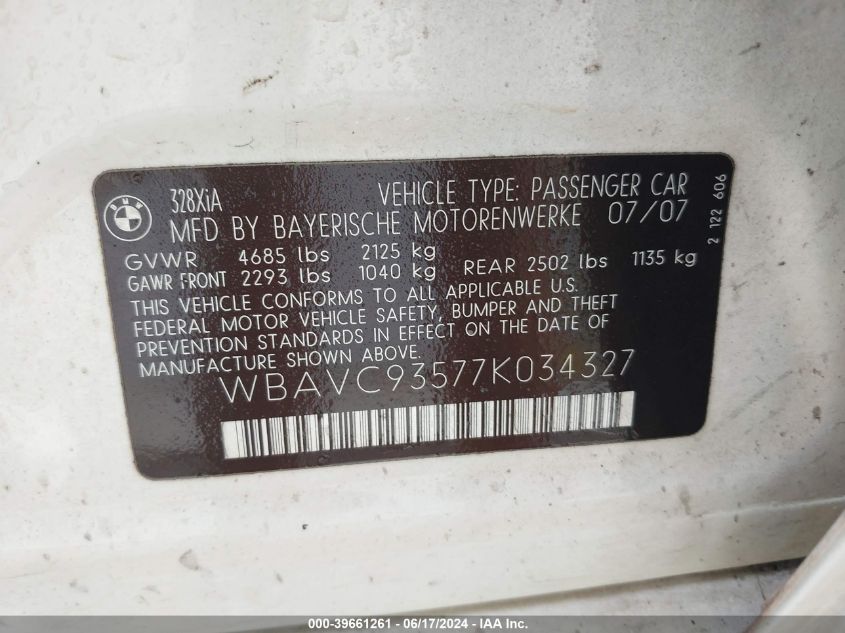 BMW
328XiA VEHICLE TYPE: PASSENGER CAR
MFD BY BAYERISCHE MOTORENWERKE 07/07
GVWR 4685 lbs 2125 kg
GAWR FRONT 2293 lbs 1040 kg REAR 2502 lbs 1135 kg
THIS VEHICLE CONFORMS TO ALL APPLICABLE U.S.
FEDERAL MOTOR VEHICLE SAFETY, BUMPER AND THEFT
PREVENTION STANDARDS IN EFFECT ON THE DATE OF
MANUFACTURE SHOWN ABOVE.
WBAVC93577K034327
2 122 606
000-39661261 - 06/17/2024 - IAA Inc.